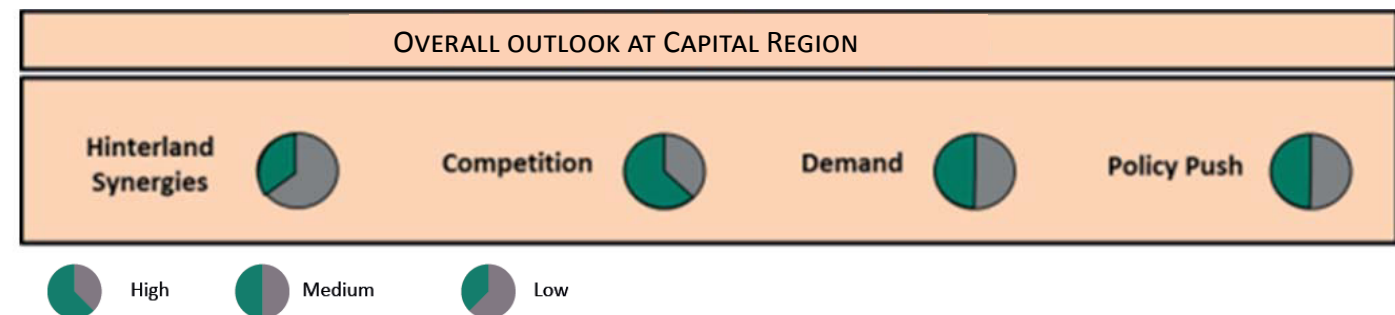 OVERALL OUTLOOK AT CAPITAL REGION
Hinterland
Synergies
Competition
Demand
Policy Push
High
Medium
Low